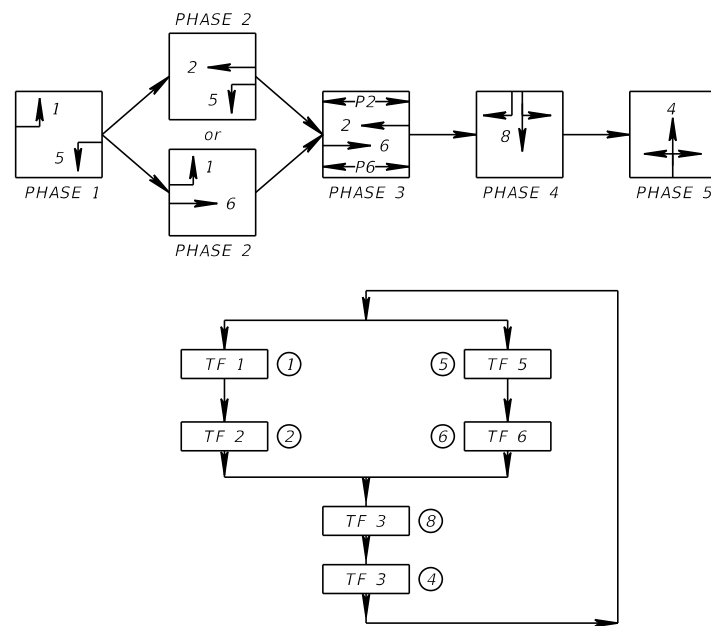 PHASE 2
2
5
1
5
PHASE 1
or
1
6
PHASE 2
P2
2
6
P6
PHASE 3
8
PHASE 4
4
PHASE 5
TF 1 1
5 TF 5
TF 2 2
6 TF 6
TF 3 8
TF 3 4